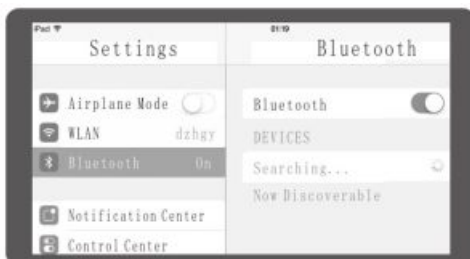 iPad
01:19
Settings
Airplane Mode
WLAN dzhgy
Bluetooth On
Notification Center
Control Center
Bluetooth
Bluetooth
DEVICES
Searching...
Now Discoverable